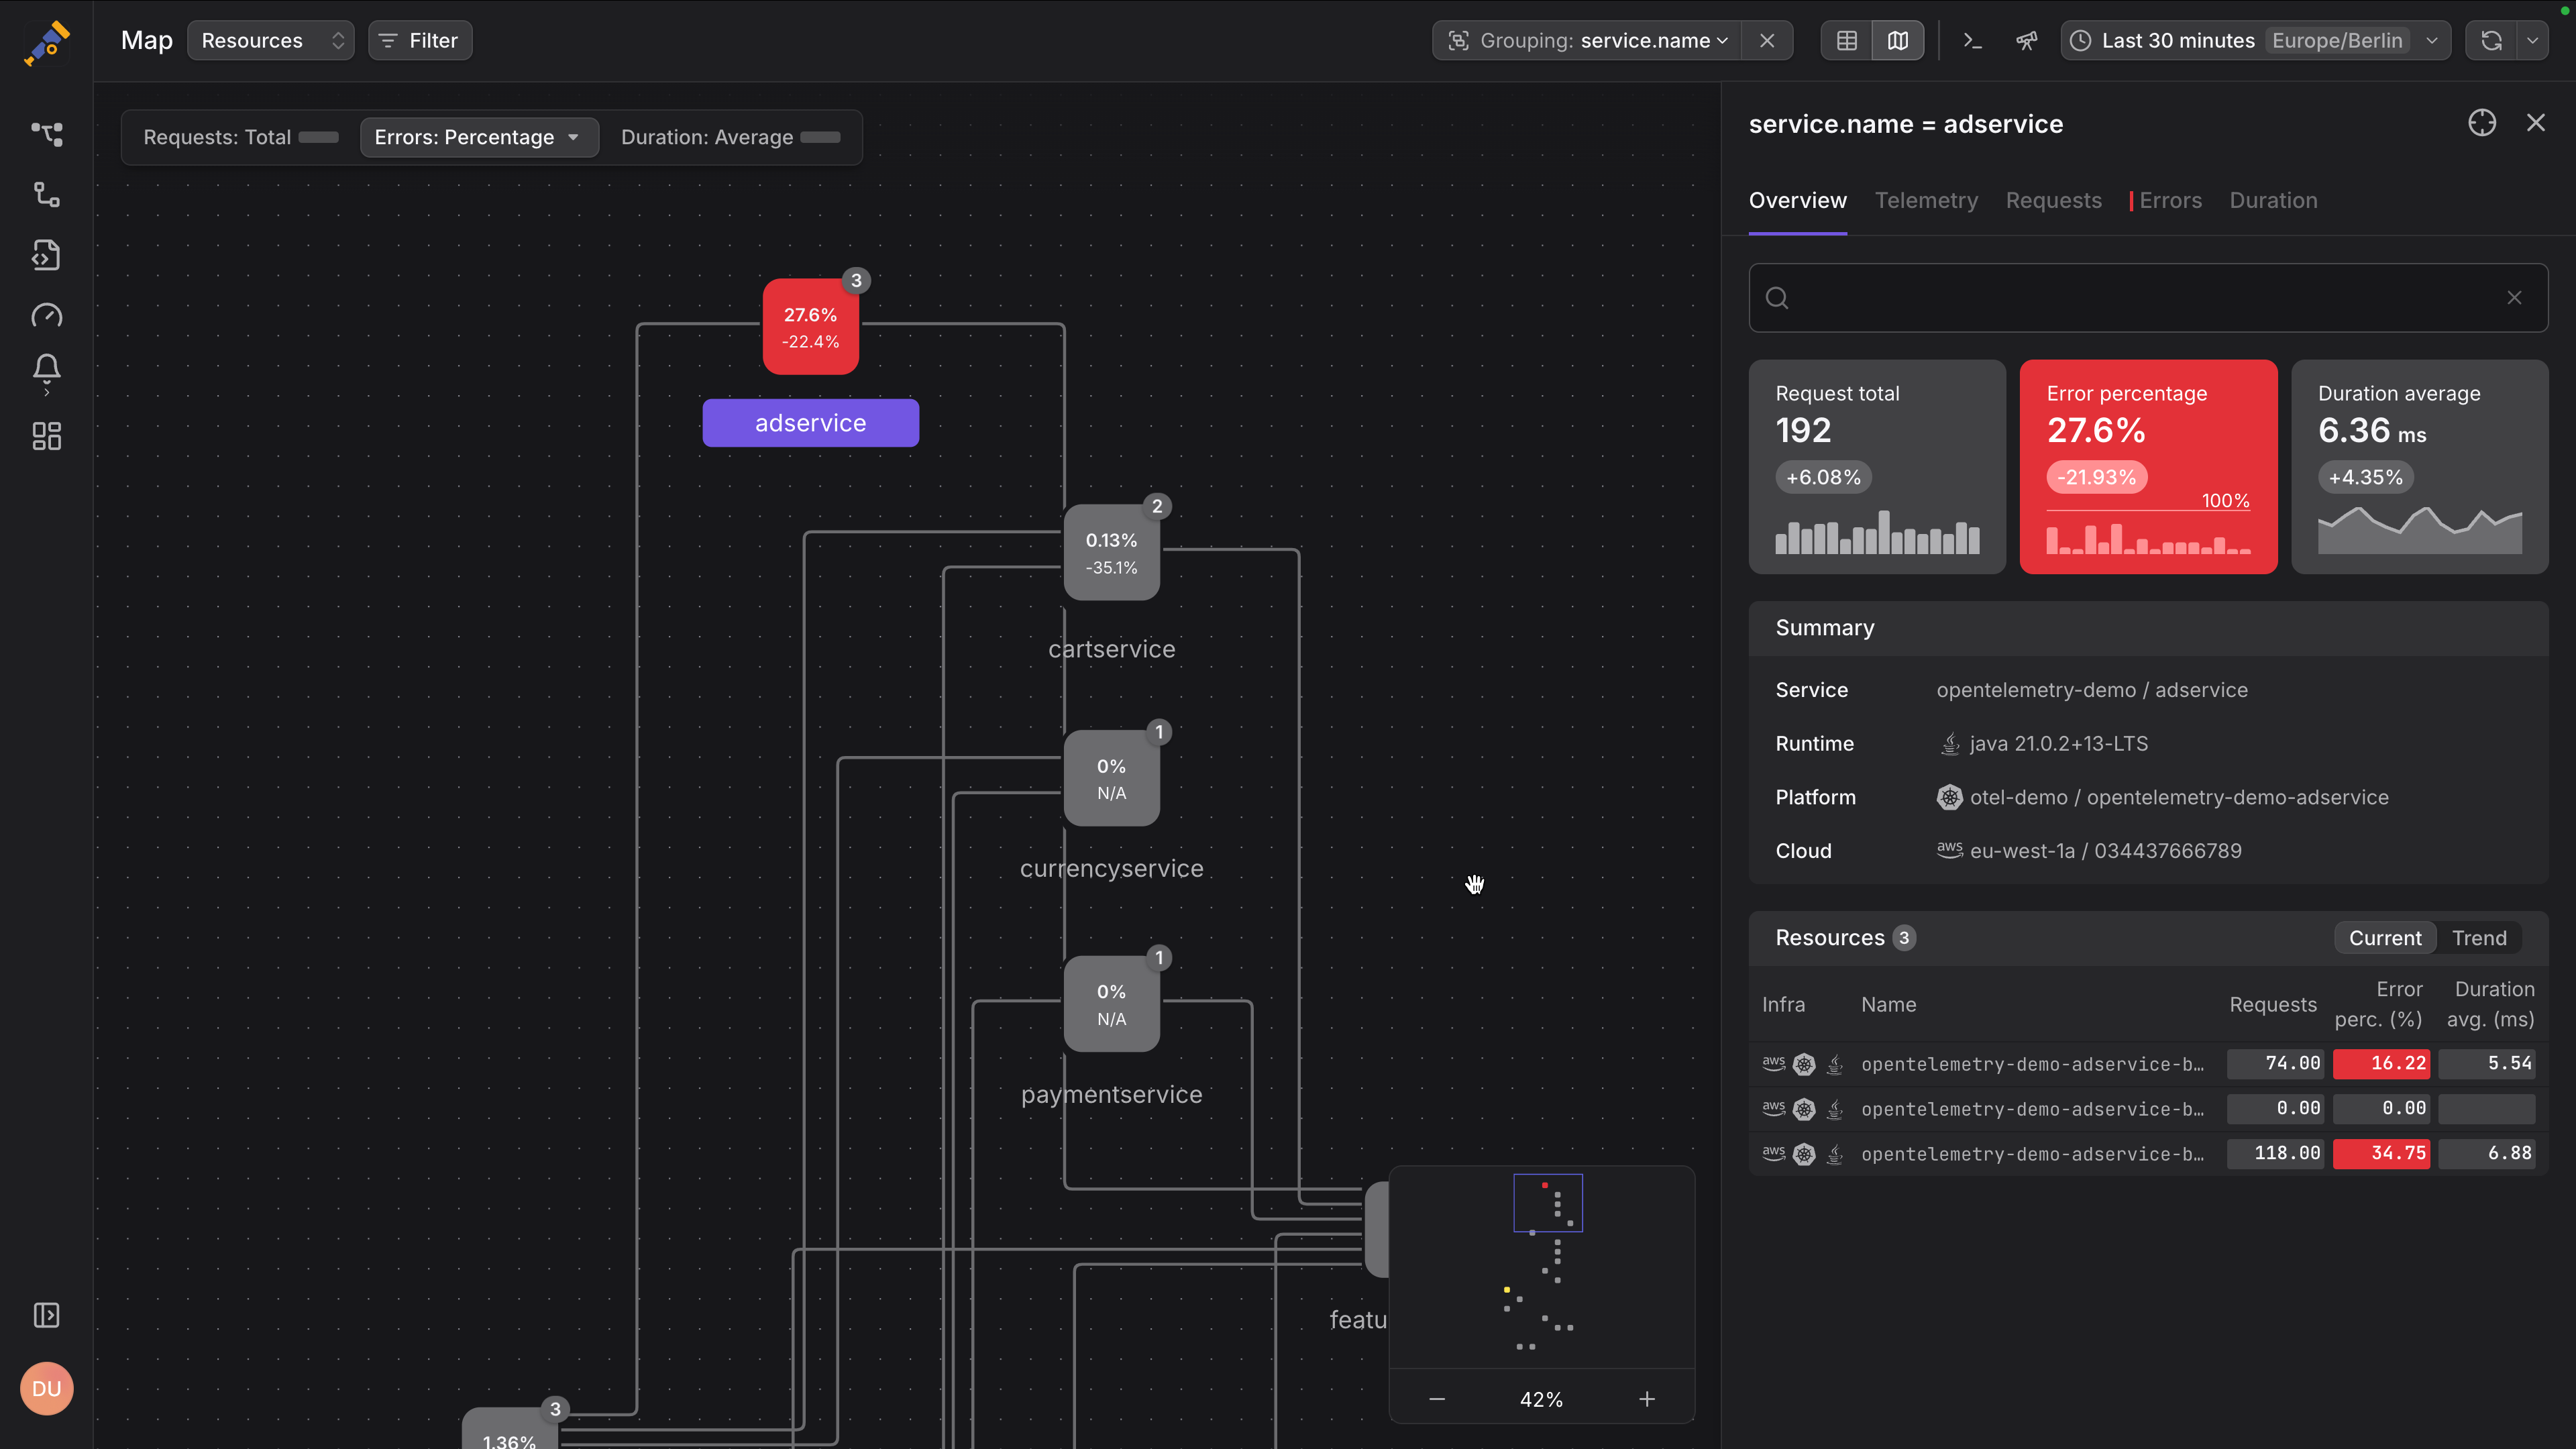 Map
Resources
Filter
Grouping: service.name
Last 30 minutes Europe/Berlin
Requests: Total
Errors: Percentage
Duration: Average
3
27.6%
-22.4%
adservice
2
0.13%
-35.1%
cartservice
1
0%
N/A
currencyservice
1
0%
N/A
paymentservice
featu
3
1.36%
42%
DU
service.name = adservice
Overview
Telemetry
Requests
Errors
Duration
Request total
192
+6.08%
Error percentage
27.6%
-21.93%
100%
Duration average
6.36 ms
+4.35%
Summary
Service opentelemetry-demo / adservice
Runtime java 21.0.2+13-LTS
Platform otel-demo / opentelemetry-demo-adservice
Cloud aws eu-west-1a / 034437666789
Resources 3
Current Trend
Infra Name Requests Error perc. (%) Duration avg. (ms)
aws opentelemetry-demo-adservice-b… 74.00 16.22 5.54
aws opentelemetry-demo-adservice-b… 0.00 0.00
aws opentelemetry-demo-adservice-b… 118.00 34.75 6.88